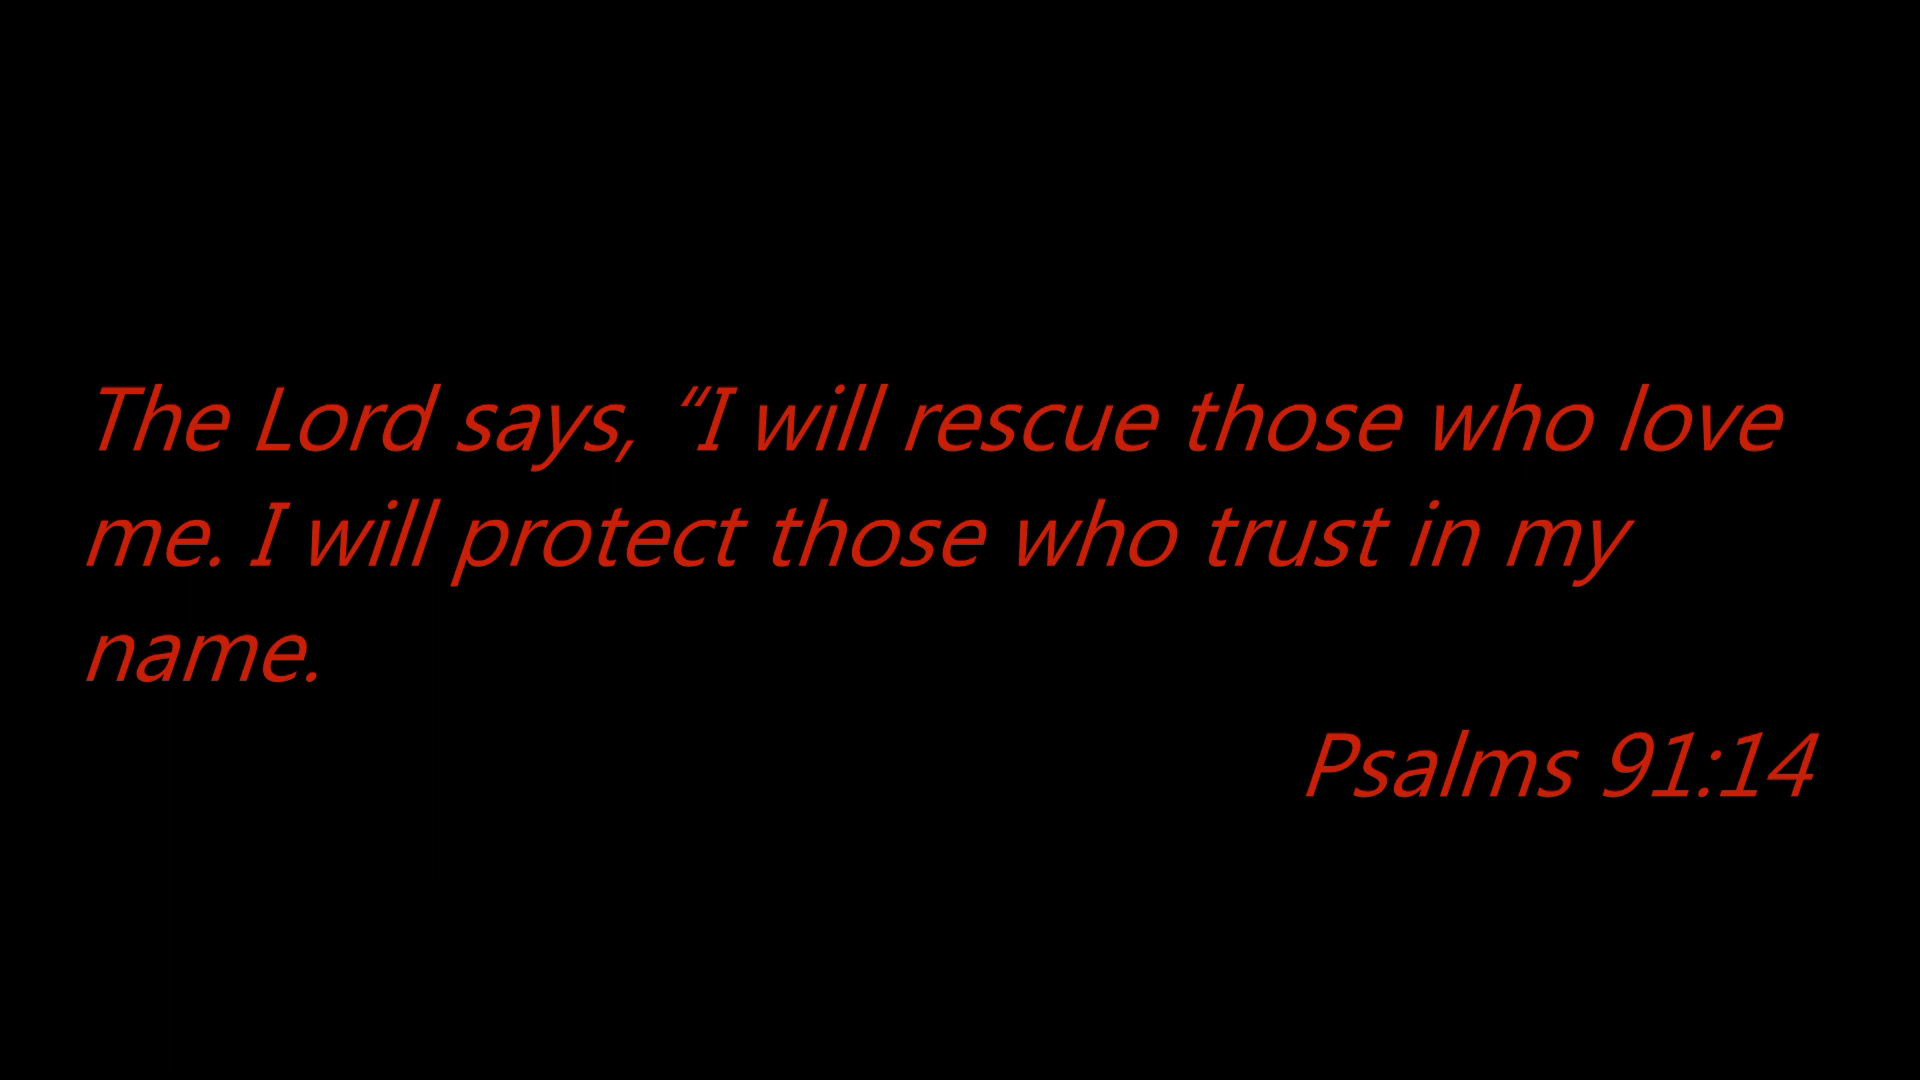 The Lord says, “I will rescue those who love
me. I will protect those who trust in my
name.
Psalms 91:14